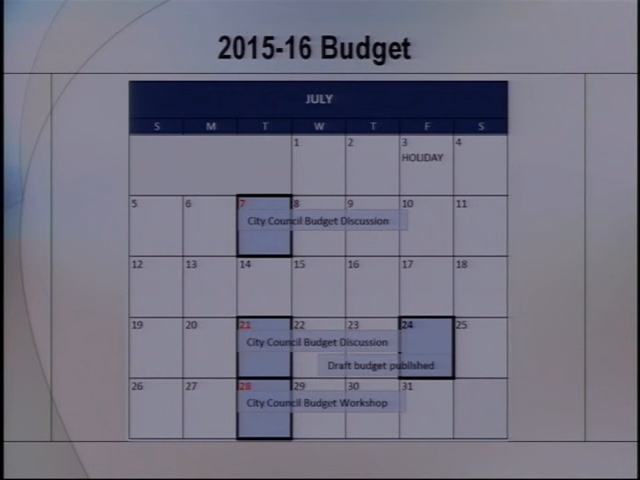 2015-16 Budget
JULY
S M T W T F S
1 2 3 4
HOLIDAY
5 6 7 8 9 10 11
City Council Budget Discussion
12 13 14 15 16 17 18
19 20 21 22 23 24 25
City Council Budget Discussion
Draft budget published
26 27 28 29 30 31
City Council Budget Workshop